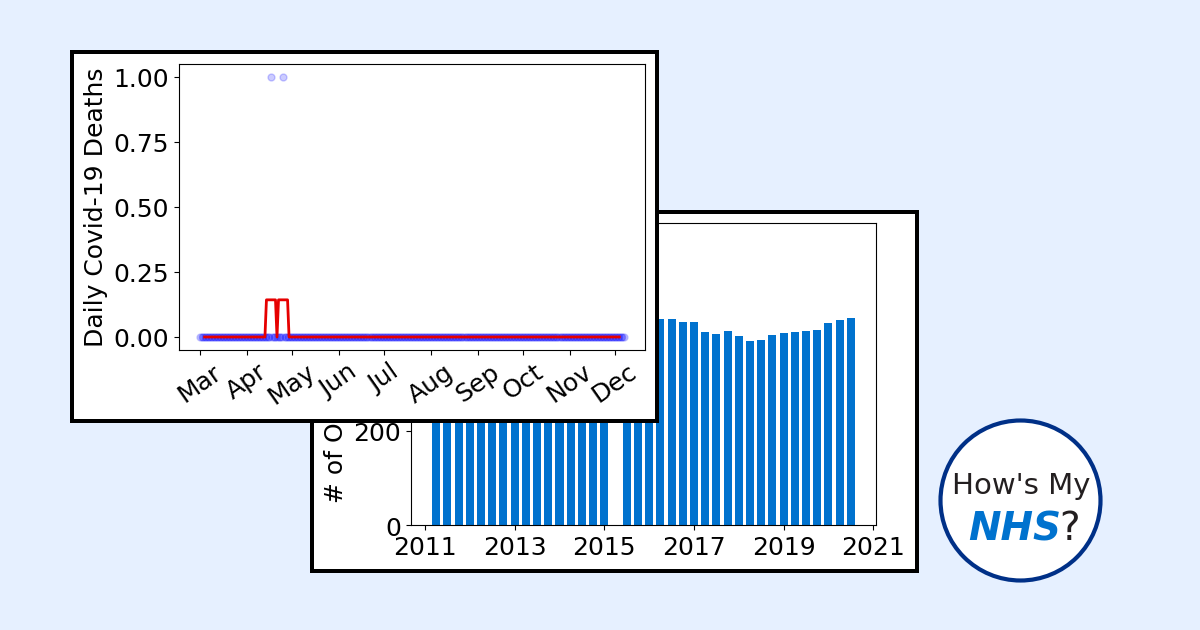 Daily Covid-19 Deaths
1.00
0.75
0.50
0.25
0.00
Mar Apr May Jun Jul Aug Sep Oct Nov Dec
# of O
200
0
2011 2013 2015 2017 2019 2021
How's My
NHS?